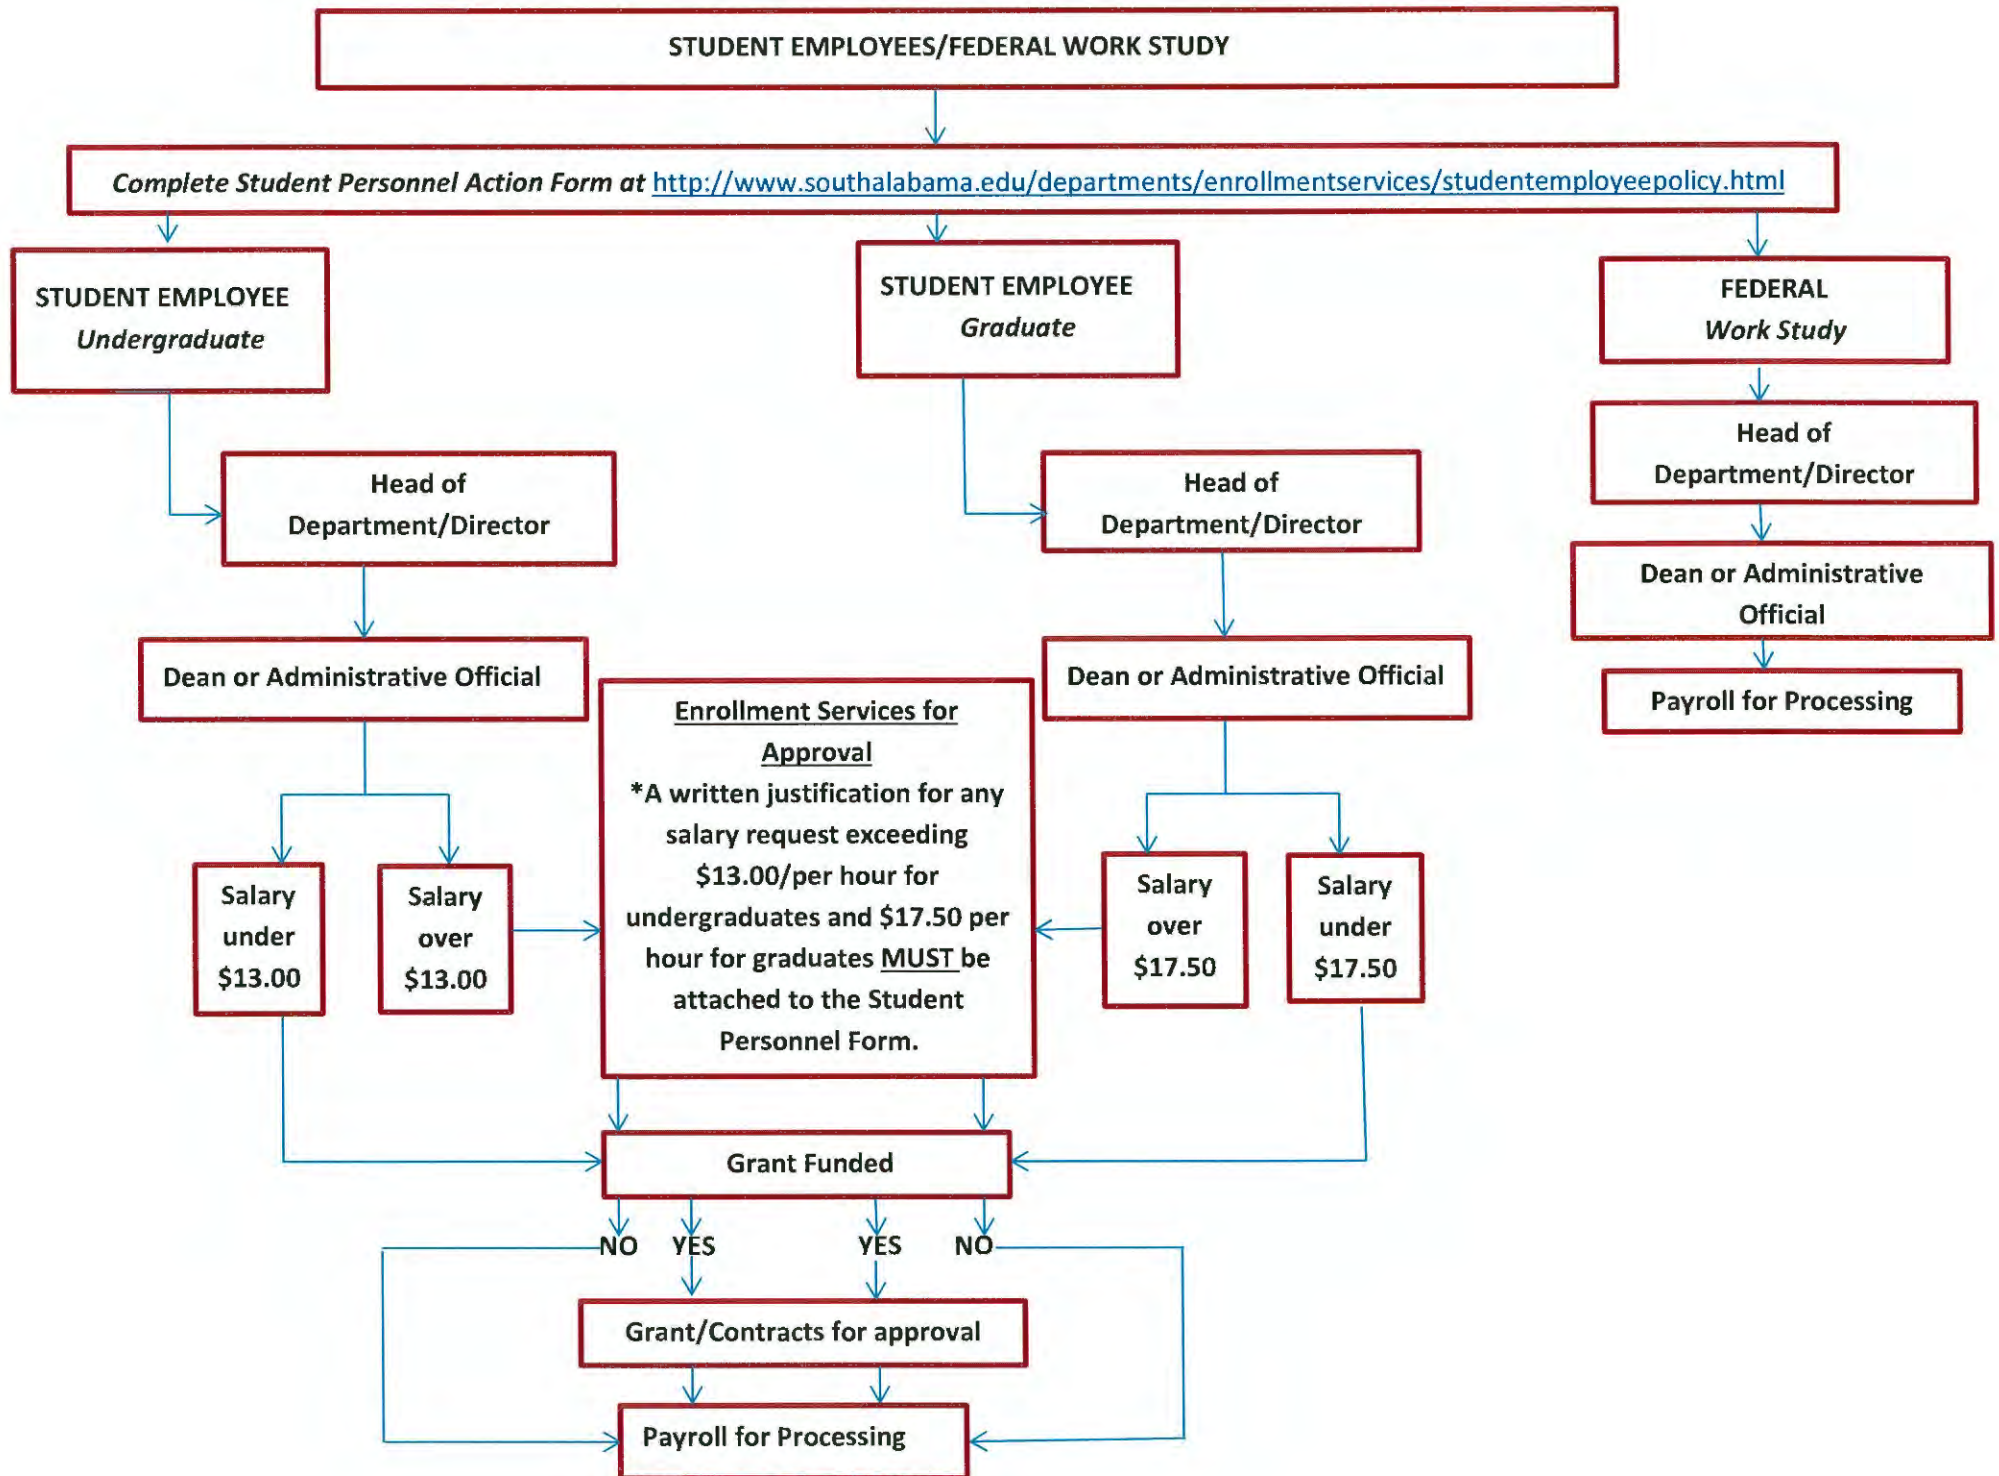 STUDENT EMPLOYEES/FEDERAL WORK STUDY
Complete Student Personnel Action Form at http://www.southalabama.edu/departments/enrollmentservices/studentemployeepolicy.html
STUDENT EMPLOYEE
Undergraduate
STUDENT EMPLOYEE
Graduate
FEDERAL
Work Study
Head of
Department/Director
Head of
Department/Director
Head of
Department/Director
Dean or Administrative Official
Dean or Administrative Official
Dean or Administrative
Official
Payroll for Processing
Enrollment Services for
Approval
*A written justification for any
salary request exceeding
$13.00/per hour for
undergraduates and $17.50 per
hour for graduates MUST be
attached to the Student
Personnel Form.
Salary
under
$13.00
Salary
over
$13.00
Salary
over
$17.50
Salary
under
$17.50
Grant Funded
NO YES YES NO
Grant/Contracts for approval
Payroll for Processing